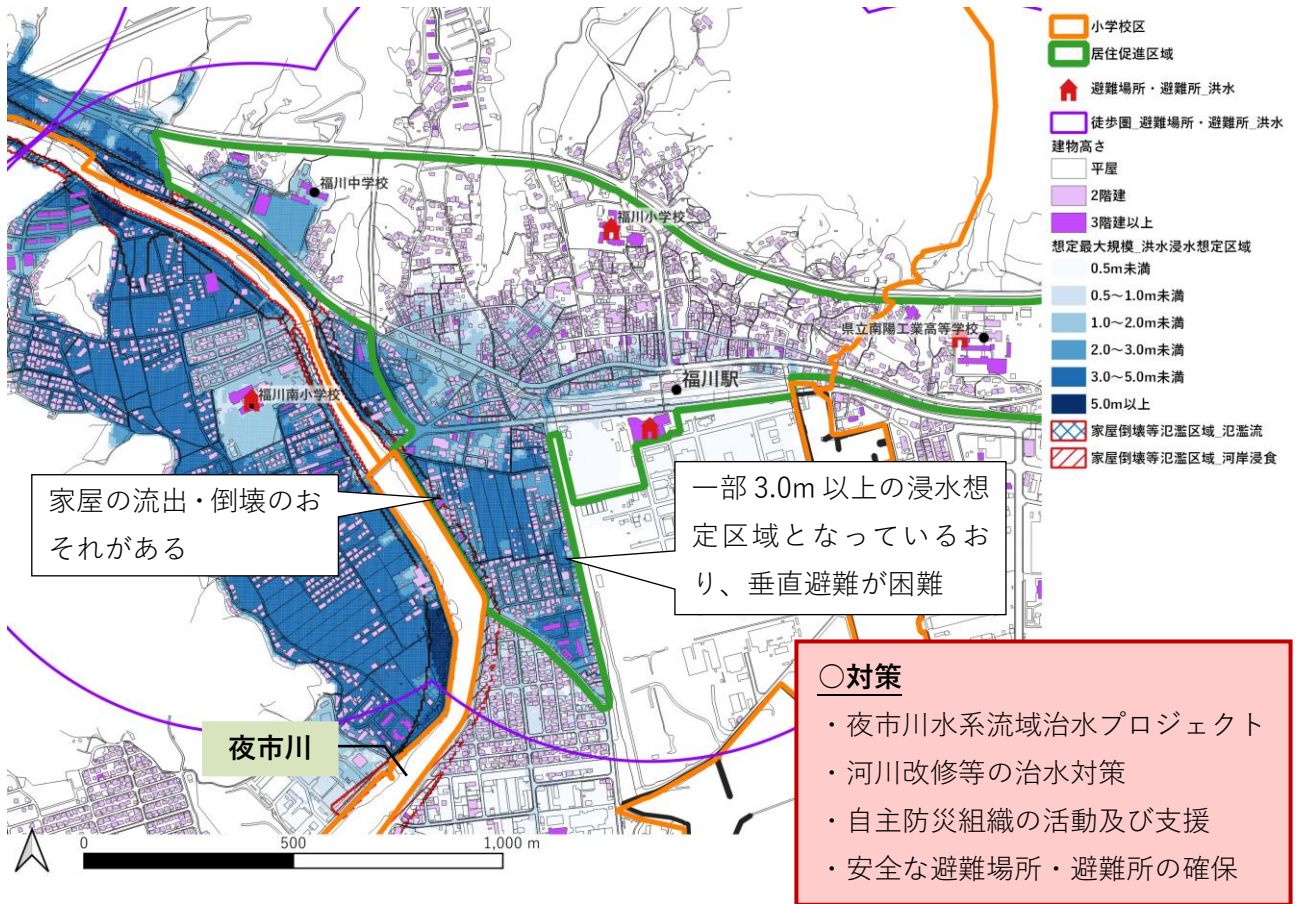 小学校区
居住促進区域
避難場所・避難所_洪水
徒歩圏_避難場所・避難所_洪水
建物高さ
平屋
2階建
3階建以上
想定最大規模_洪水浸水想定区域
0.5m未満
0.5～1.0m未満
1.0～2.0m未満
2.0～3.0m未満
3.0～5.0m未満
5.0m以上
家屋倒壊等氾濫区域_氾濫流
家屋倒壊等氾濫区域_河岸浸食
福川中学校
福川小学校
県立南陽工業高等学校
福川駅
福川南小学校
家屋の流出・倒壊のお
それがある
一部 3.0m 以上の浸水想
定区域となっているお
り、垂直避難が困難
夜市川
○対策
・夜市川水系流域治水プロジェクト
・河川改修等の治水対策
・自主防災組織の活動及び支援
・安全な避難場所・避難所の確保
0 500 1,000 m